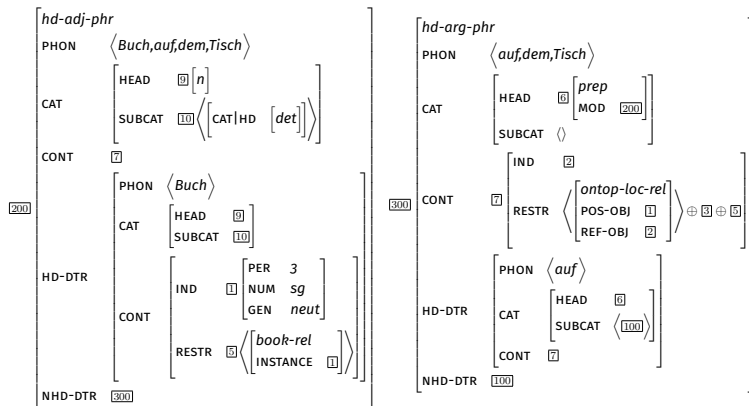 200
hd-adj-phr
PHON ⟨Buch,auf,dem,Tisch⟩
CAT
HEAD 9 [n]
SUBCAT 10 ⟨[CAT|HD [det]]⟩
CONT 7
HD-DTR
PHON ⟨Buch⟩
CAT
HEAD 9
SUBCAT 10
CONT
IND 1
PER 3
NUM sg
GEN neut
RESTR 5
book-rel
INSTANCE 1
NHD-DTR 300
300
hd-arg-phr
PHON ⟨auf,dem,Tisch⟩
CAT
HEAD 6
prep
MOD 200
SUBCAT ⟨⟩
CONT 7
IND 2
RESTR
ontop-loc-rel
POS-OBJ 1
REF-OBJ 2
⊕ 3 ⊕ 5
HD-DTR
PHON ⟨auf⟩
CAT
HEAD 6
SUBCAT ⟨100⟩
CONT 7
NHD-DTR 100